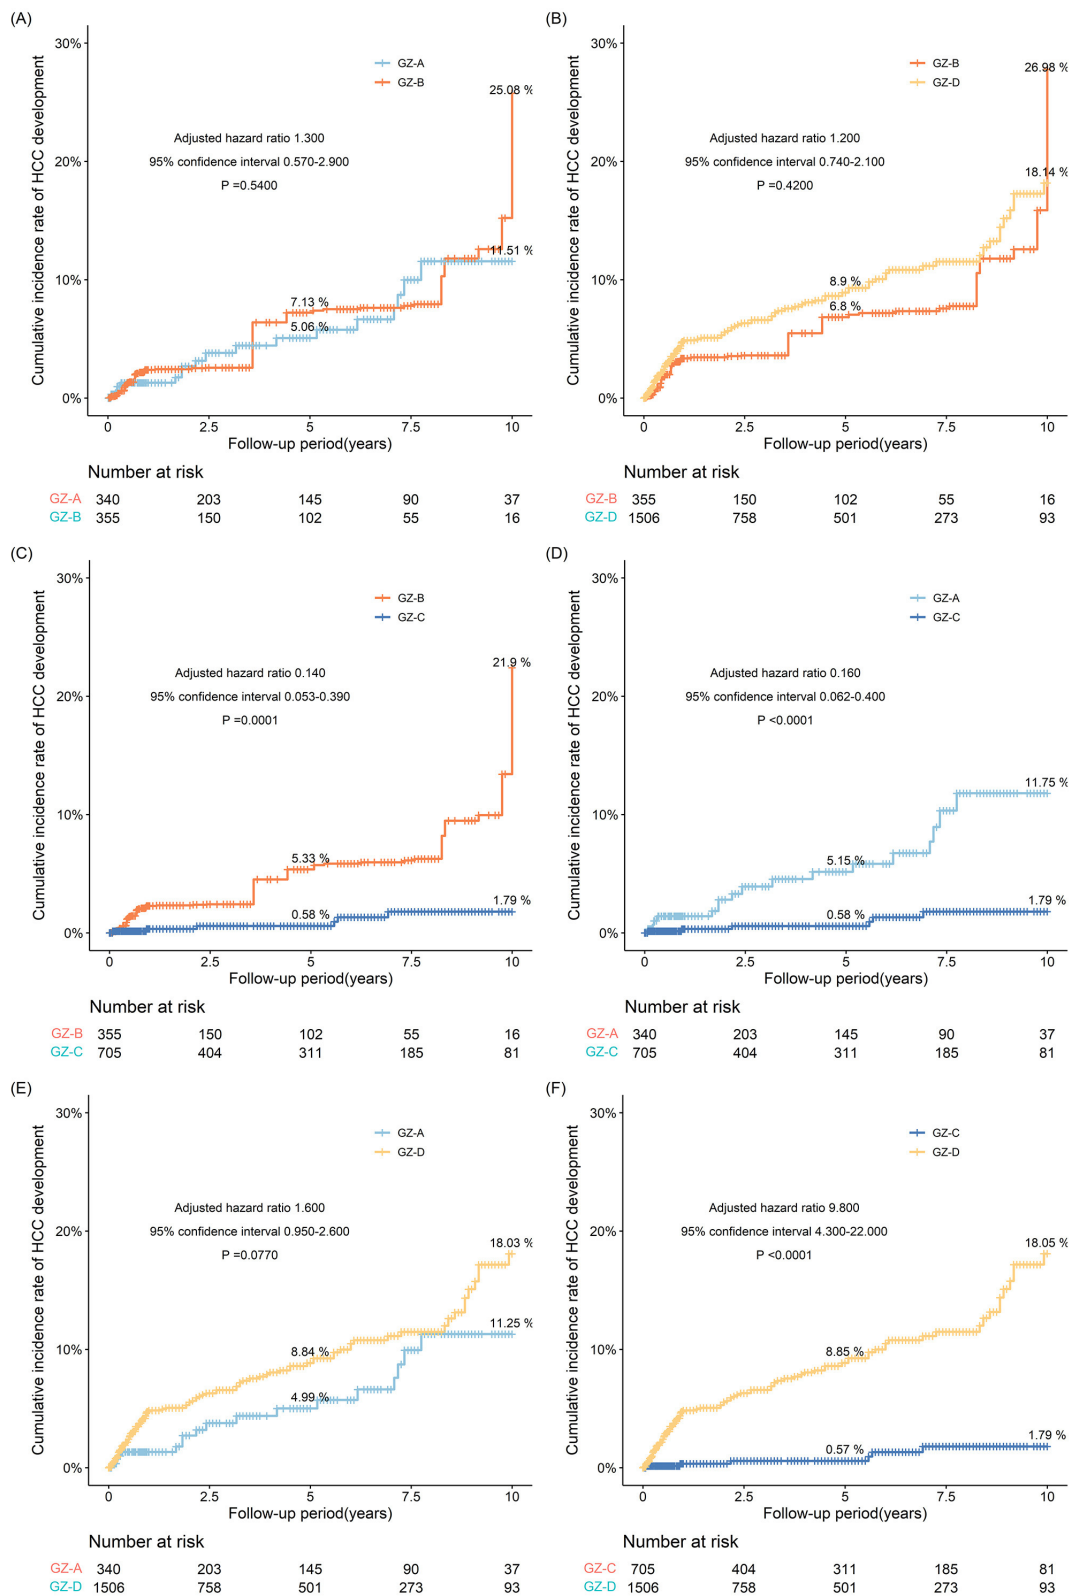 (A)
Cumulative incidence rate of HCC development
30%
20%
10%
0%
GZ-A
GZ-B
Adjusted hazard ratio 1.300
95% confidence interval 0.570-2.900
P =0.5400
25.08 %
11.51 %
7.13 %
5.06 %
0 2.5 5 7.5 10
Follow-up period(years)
Number at risk
GZ-A 340 203 145 90 37
GZ-B 355 150 102 55 16
(B)
Cumulative incidence rate of HCC development
30%
20%
10%
0%
GZ-B
GZ-D
Adjusted hazard ratio 1.200
95% confidence interval 0.740-2.100
P =0.4200
26.98 %
18.14 %
8.9 %
6.8 %
0 2.5 5 7.5 10
Follow-up period(years)
Number at risk
GZ-B 355 150 102 55 16
GZ-D 1506 758 501 273 93
(C)
Cumulative incidence rate of HCC development
30%
20%
10%
0%
GZ-B
GZ-C
Adjusted hazard ratio 0.140
95% confidence interval 0.053-0.390
P =0.0001
21.9 %
5.33 %
1.79 %
0.58 %
0 2.5 5 7.5 10
Follow-up period(years)
Number at risk
GZ-B 355 150 102 55 16
GZ-C 705 404 311 185 81
(D)
Cumulative incidence rate of HCC development
30%
20%
10%
0%
GZ-A
GZ-C
Adjusted hazard ratio 0.160
95% confidence interval 0.062-0.400
P <0.0001
11.75 %
5.15 %
1.79 %
0.58 %
0 2.5 5 7.5 10
Follow-up period(years)
Number at risk
GZ-A 340 203 145 90 37
GZ-C 705 404 311 185 81
(E)
Cumulative incidence rate of HCC development
30%
20%
10%
0%
GZ-A
GZ-D
Adjusted hazard ratio 1.600
95% confidence interval 0.950-2.600
P =0.0770
18.03 %
11.25 %
8.84 %
4.99 %
0 2.5 5 7.5 10
Follow-up period(years)
Number at risk
GZ-A 340 203 145 90 37
GZ-D 1506 758 501 273 93
(F)
Cumulative incidence rate of HCC development
30%
20%
10%
0%
GZ-C
GZ-D
Adjusted hazard ratio 9.800
95% confidence interval 4.300-22.000
P <0.0001
18.05 %
8.85 %
1.79 %
0.57 %
0 2.5 5 7.5 10
Follow-up period(years)
Number at risk
GZ-C 705 404 311 185 81
GZ-D 1506 758 501 273 93